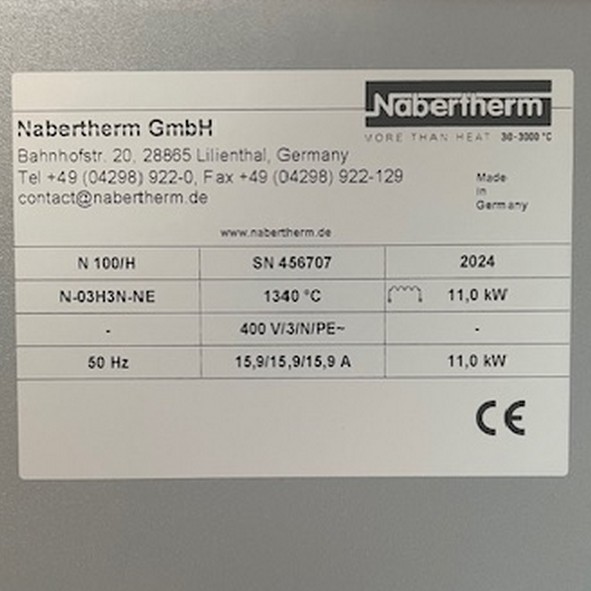 Nabertherm
MORE THAN HEAT 30-3000 °C
Nabertherm GmbH
Bahnhofstr. 20, 28865 Lilienthal, Germany
Tel +49 (04298) 922-0, Fax +49 (04298) 922-129
contact@nabertherm.de
Made
in
Germany
www.nabertherm.de
N 100/H SN 456707 2024
N-03H3N-NE 1340 °C 11,0 kW
- 400 V/3/N/PE~ -
50 Hz 15,9/15,9/15,9 A 11,0 kW
CE